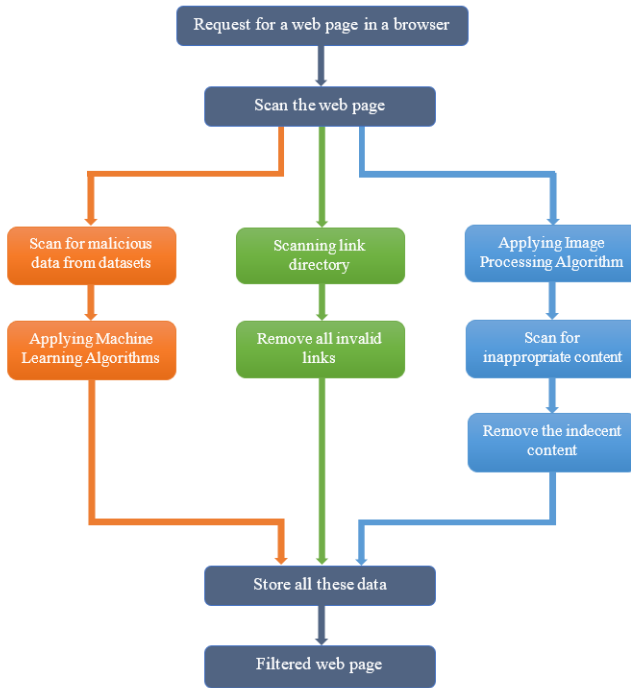 Request for a web page in a browser
Scan the web page
Scan for malicious
data from datasets
Applying Machine
Learning Algorithms
Scanning link
directory
Remove all invalid
links
Applying Image
Processing Algorithm
Scan for
inappropriate content
Remove the indecent
content
Store all these data
Filtered web page